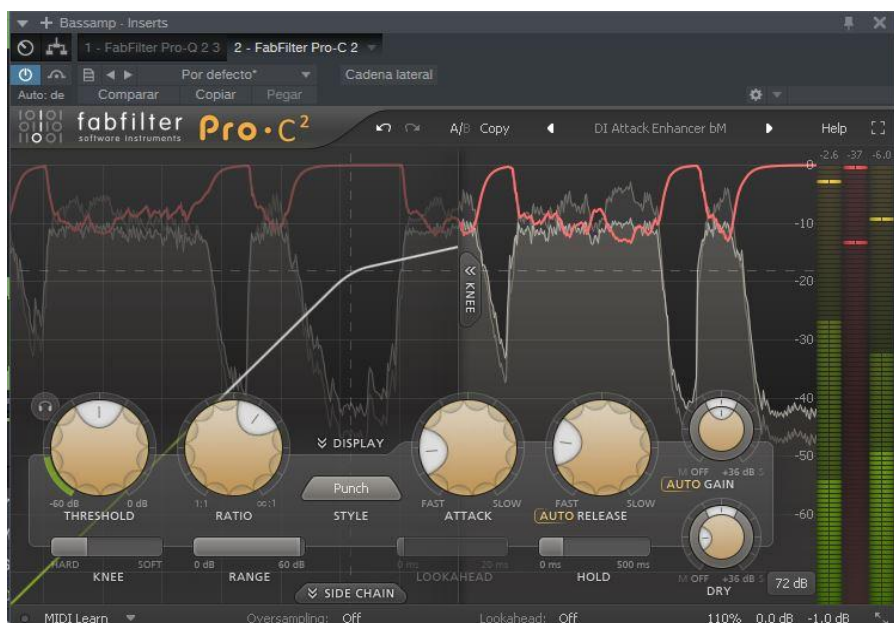 Bassamp - Inserts
1 - FabFilter Pro-Q 2 3 2 - FabFilter Pro-C 2
Por defecto* Cadena lateral
Auto: de Comparar Copiar Pegar
fabfilter Pro·C²
software instruments
A/B Copy DI Attack Enhancer bM Help
-2.6 -37 -6.0
0
-10
-20
KNEE
-30
-40
DISPLAY
-50
M OFF +36 dB S
AUTO GAIN
Punch
-60 dB 0 dB 1:1 ∞:1 FAST SLOW FAST SLOW
THRESHOLD RATIO STYLE ATTACK AUTO RELEASE
-60
HARD SOFT 0 dB 60 dB 0 ms 20 ms 0 ms 500 ms
KNEE RANGE LOOKAHEAD HOLD
M OFF +36 dB S
72 dB
DRY
SIDE CHAIN
MIDI Learn Oversampling: Off Lookahead: Off 110% 0.0 dB -1.0 dB